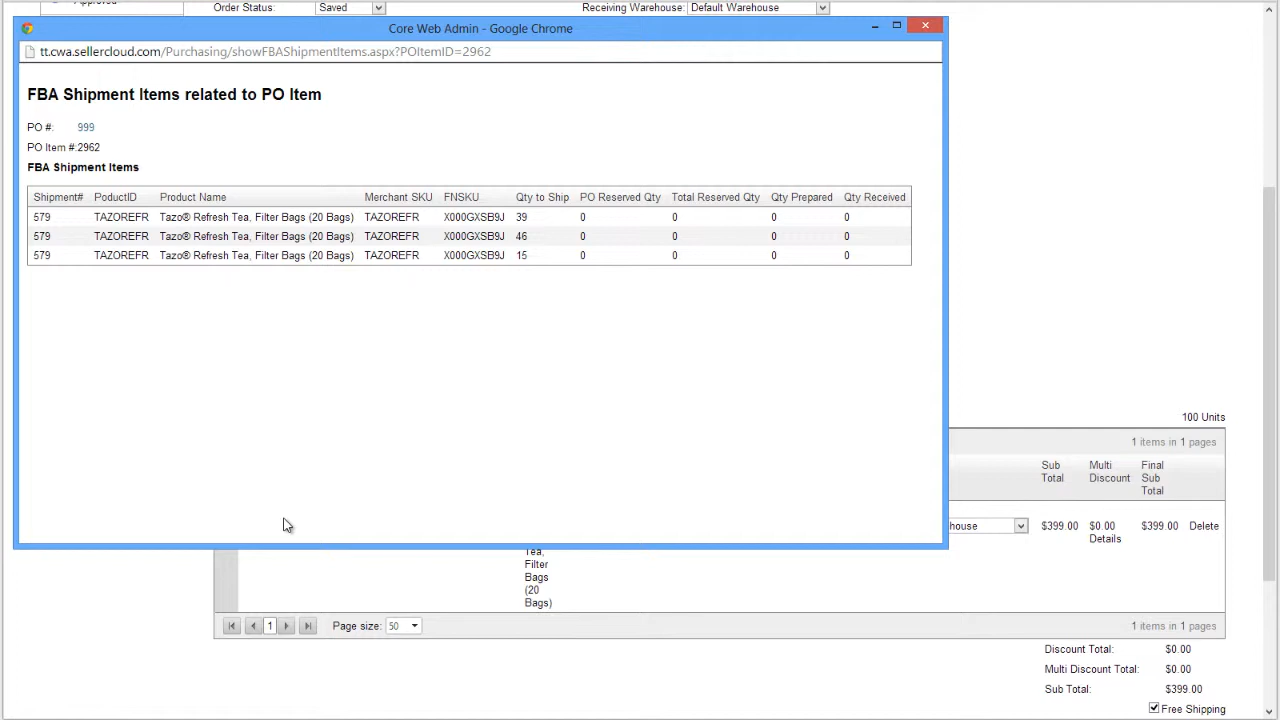 Approved
Order Status: Saved
Receiving Warehouse: Default Warehouse
Core Web Admin - Google Chrome
tt.cwa.sellercloud.com/Purchasing/showFBAShipmentItems.aspx?POItemID=2962
FBA Shipment Items related to PO Item
PO #: 999
PO Item #:2962
FBA Shipment Items
Shipment# PoductID Product Name Merchant SKU FNSKU Qty to Ship PO Reserved Qty Total Reserved Qty Qty Prepared Qty Received
579 TAZOREFR Tazo® Refresh Tea, Filter Bags (20 Bags) TAZOREFR X000GXSB9J 39 0 0 0 0
579 TAZOREFR Tazo® Refresh Tea, Filter Bags (20 Bags) TAZOREFR X000GXSB9J 46 0 0 0 0
579 TAZOREFR Tazo® Refresh Tea, Filter Bags (20 Bags) TAZOREFR X000GXSB9J 15 0 0 0 0
100 Units
1 items in 1 pages
Sub Total
Multi Discount
Final Sub Total
house $399.00 $0.00 $399.00 Delete
Details
Tea,
Filter
Bags
(20
Bags)
1 Page size: 50 1 items in 1 pages
Discount Total: $0.00
Multi Discount Total: $0.00
Sub Total: $399.00
Free Shipping